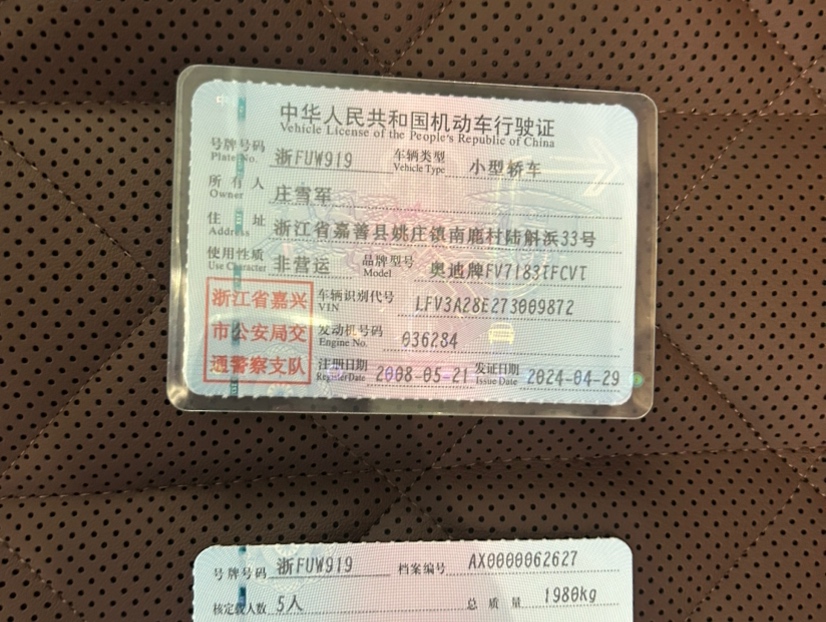 中华人民共和国机动车行驶证
Vehicle License of the People's Republic of China
号牌号码 浙FUW919 车辆类型 小型轿车
Plate No. Vehicle Type
所有人 庄雪军
Owner
住址 浙江省嘉善县姚庄镇南鹿村陆斛浜33号
Address
使用性质 非营运 品牌型号 奥迪牌FV7183TFCVT
Use Character Model
浙江省嘉兴
市公安局交
通警察支队
车辆识别代号 LFV3A28E273009872
VIN
发动机号码 036284
Engine No.
注册日期 2008-05-21 发证日期 2024-04-29
Register Date Issue Date
号牌号码 浙FUW919 档案编号 AX0000062627
核定载人数 5人 总质量 1980kg